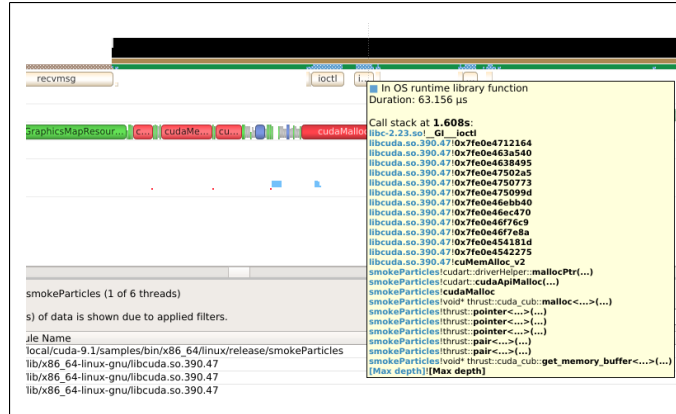 recvmsg
ioctl
i...
In OS runtime library function
Duration: 63.156 µs
GraphicsMapResour...
c...
cudaMe...
cu...
cudaMalloc
Call stack at 1.608s:
libc-2.23.so!__GI___ioctl
libcuda.so.390.47!0x7fe0e4712164
libcuda.so.390.47!0x7fe0e463a540
libcuda.so.390.47!0x7fe0e4638495
libcuda.so.390.47!0x7fe0e47502a5
libcuda.so.390.47!0x7fe0e4750773
libcuda.so.390.47!0x7fe0e475099d
libcuda.so.390.47!0x7fe0e46ebb40
libcuda.so.390.47!0x7fe0e46ec470
libcuda.so.390.47!0x7fe0e46f76c9
libcuda.so.390.47!0x7fe0e46f7e8a
libcuda.so.390.47!0x7fe0e454181d
libcuda.so.390.47!0x7fe0e4542275
libcuda.so.390.47!cuMemAlloc_v2
smokeParticles!cudart::driverHelper::mallocPtr(...)
smokeParticles!cudart::cudaApiMalloc(...)
smokeParticles!cudaMalloc
smokeParticles!void* thrust::cuda_cub::malloc<...>(...)
smokeParticles!thrust::pointer<...>(...)
smokeParticles!thrust::pointer<...>(...)
smokeParticles!thrust::pointer<...>(...)
smokeParticles!thrust::pair<...>(...)
smokeParticles!thrust::pair<...>(...)
smokeParticles!void* thrust::cuda_cub::get_memory_buffer<...>(...)
[Max depth]![Max depth]
smokeParticles (1 of 6 threads)
s) of data is shown due to applied filters.
ule Name
/local/cuda-9.1/samples/bin/x86_64/linux/release/smokeParticles
/lib/x86_64-linux-gnu/libcuda.so.390.47
/lib/x86_64-linux-gnu/libcuda.so.390.47
/lib/x86_64-linux-gnu/libcuda.so.390.47